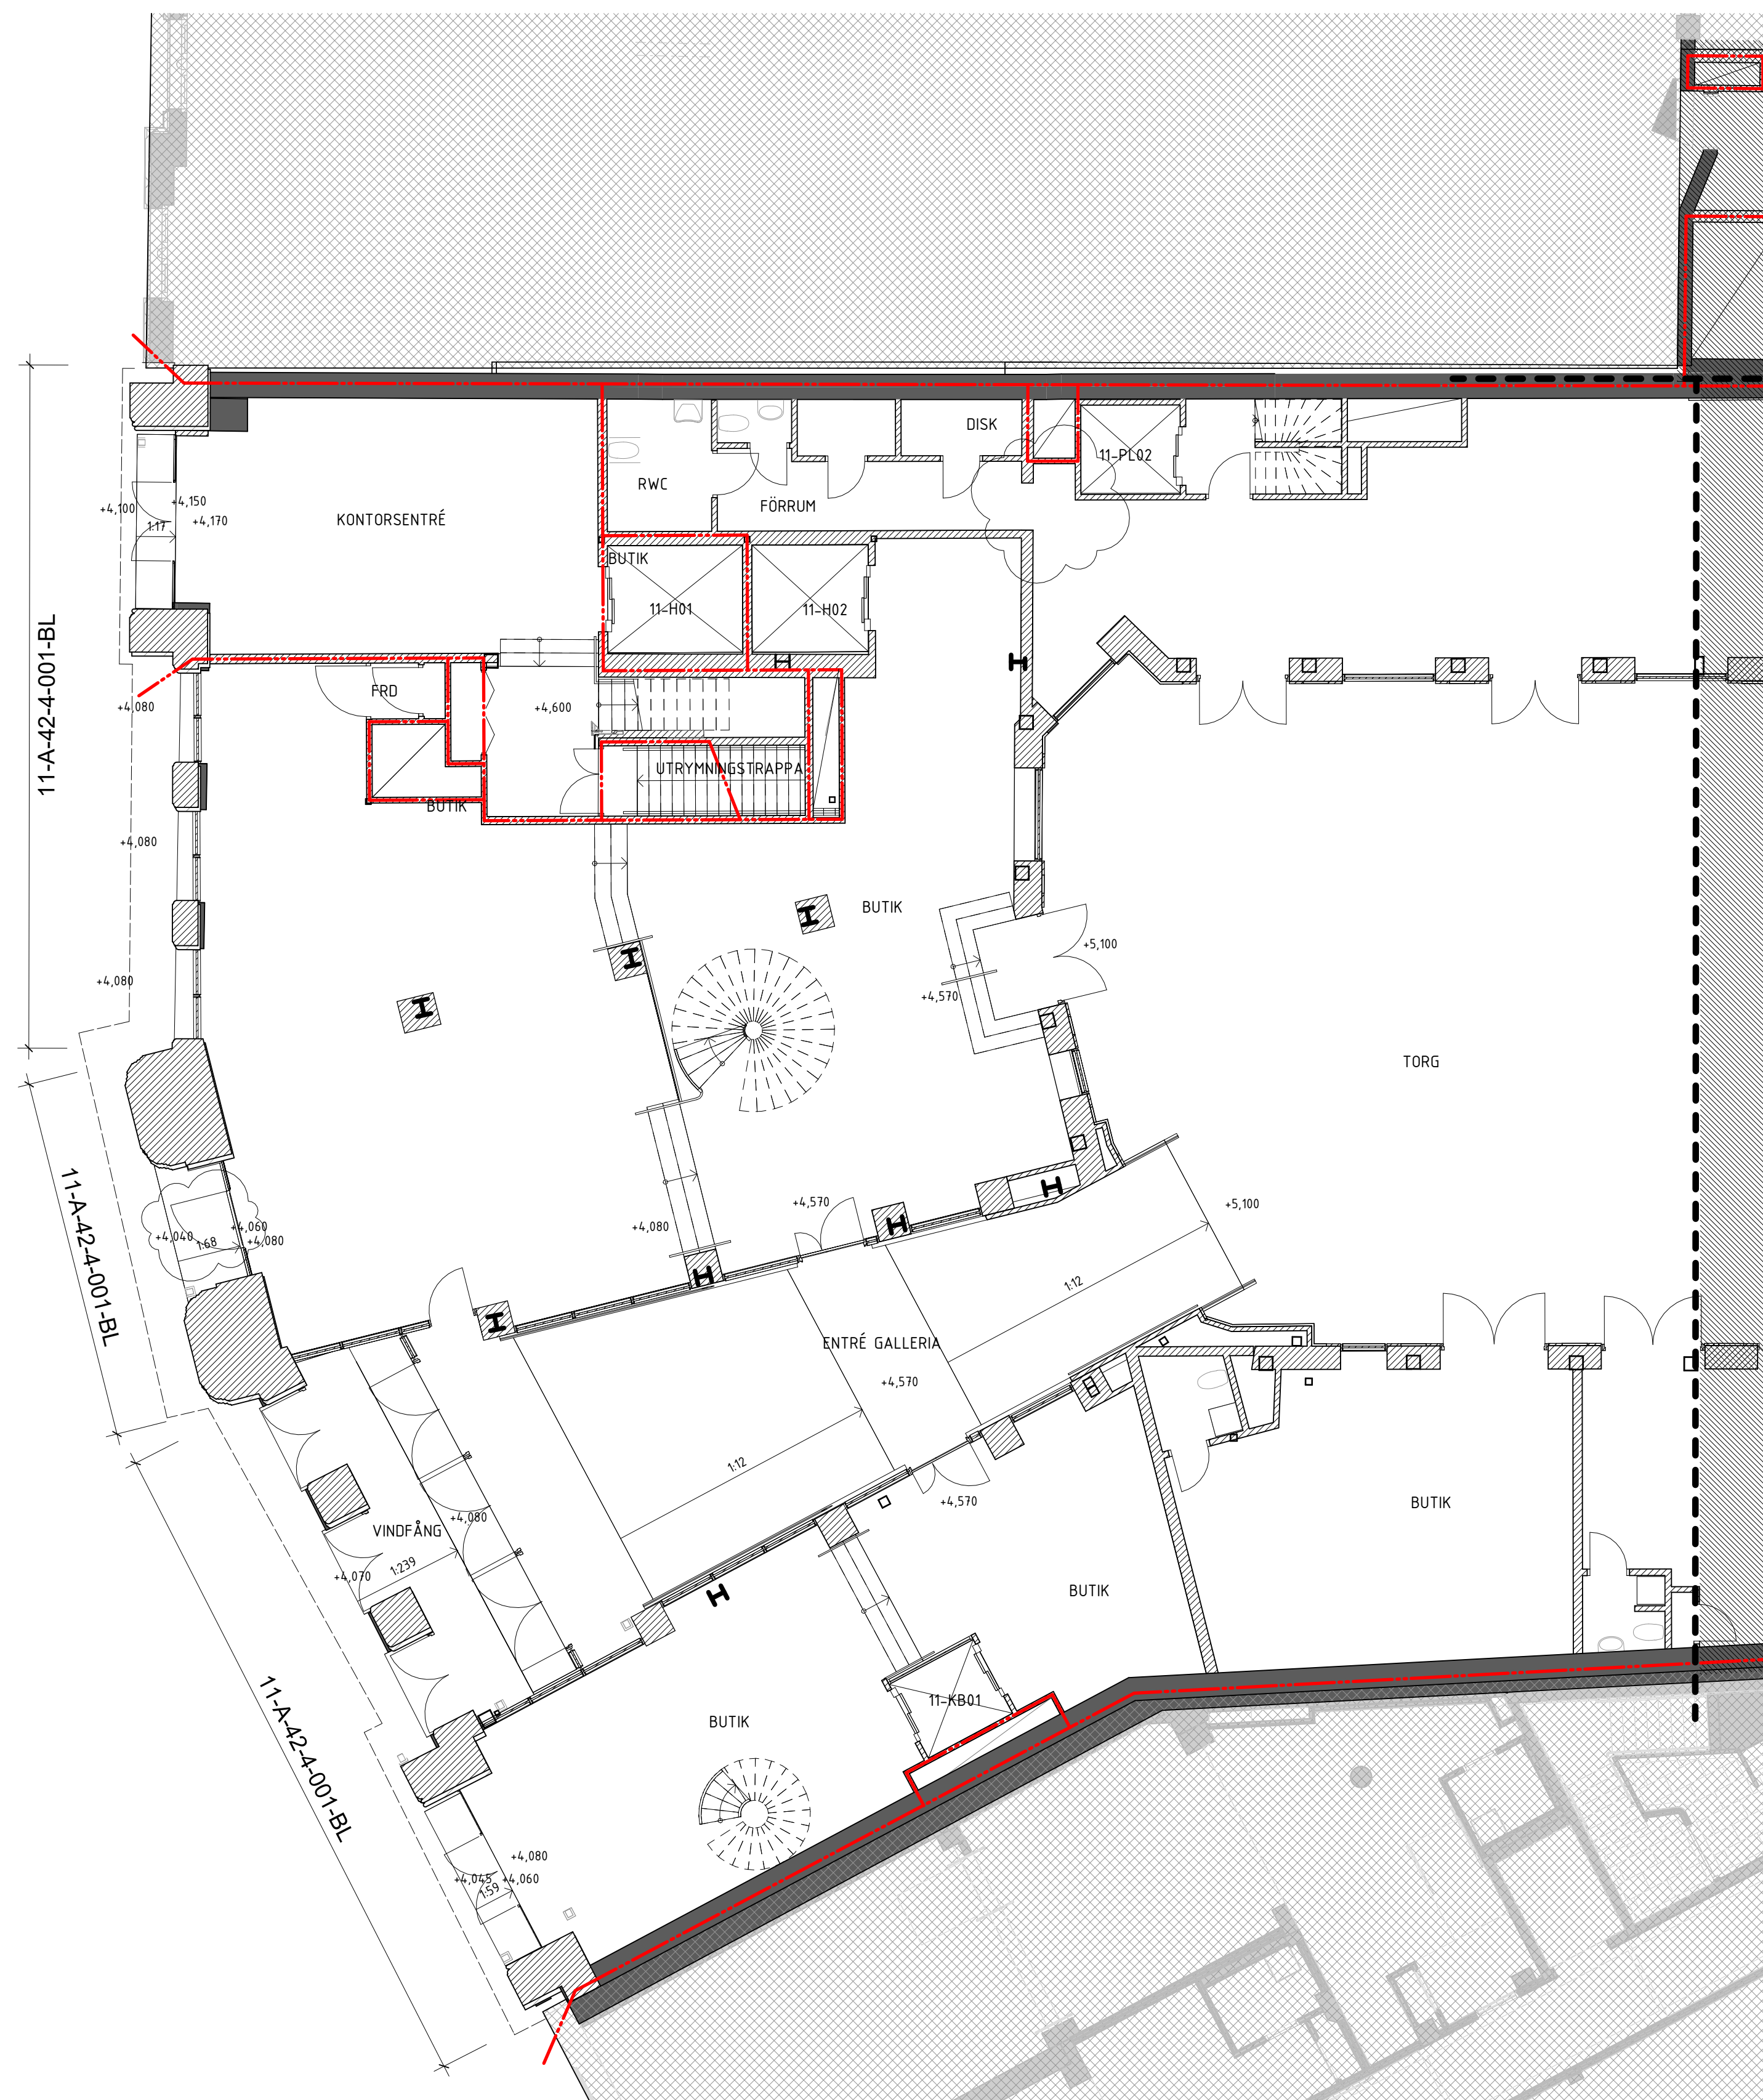 DISK
11-PL02
RWC
+4,150
+4,100
FÖRRUM
KONTORSENTRÉ
+4,170
1:17
BUTIK
11-H01
11-H02
11-A-42-4-001-BL
FRD
+4,080
+4,600
UTRYMNINGSTRAPPA
BUTIK
+4,080
BUTIK
+5,100
+4,080
+4,570
TORG
11-A-42-4-001-BL
+4,570
+5,100
+4,080
+4,060
+4,040
+4,080
1:68
1:12
ENTRÉ GALLERIA
+4,570
1:12
+4,570
BUTIK
+4,080
VINDFÅNG
1:239
+4,070
BUTIK
11-KB01
BUTIK
11-A-42-4-001-BL
+4,080
+4,045
+4,060
1:59